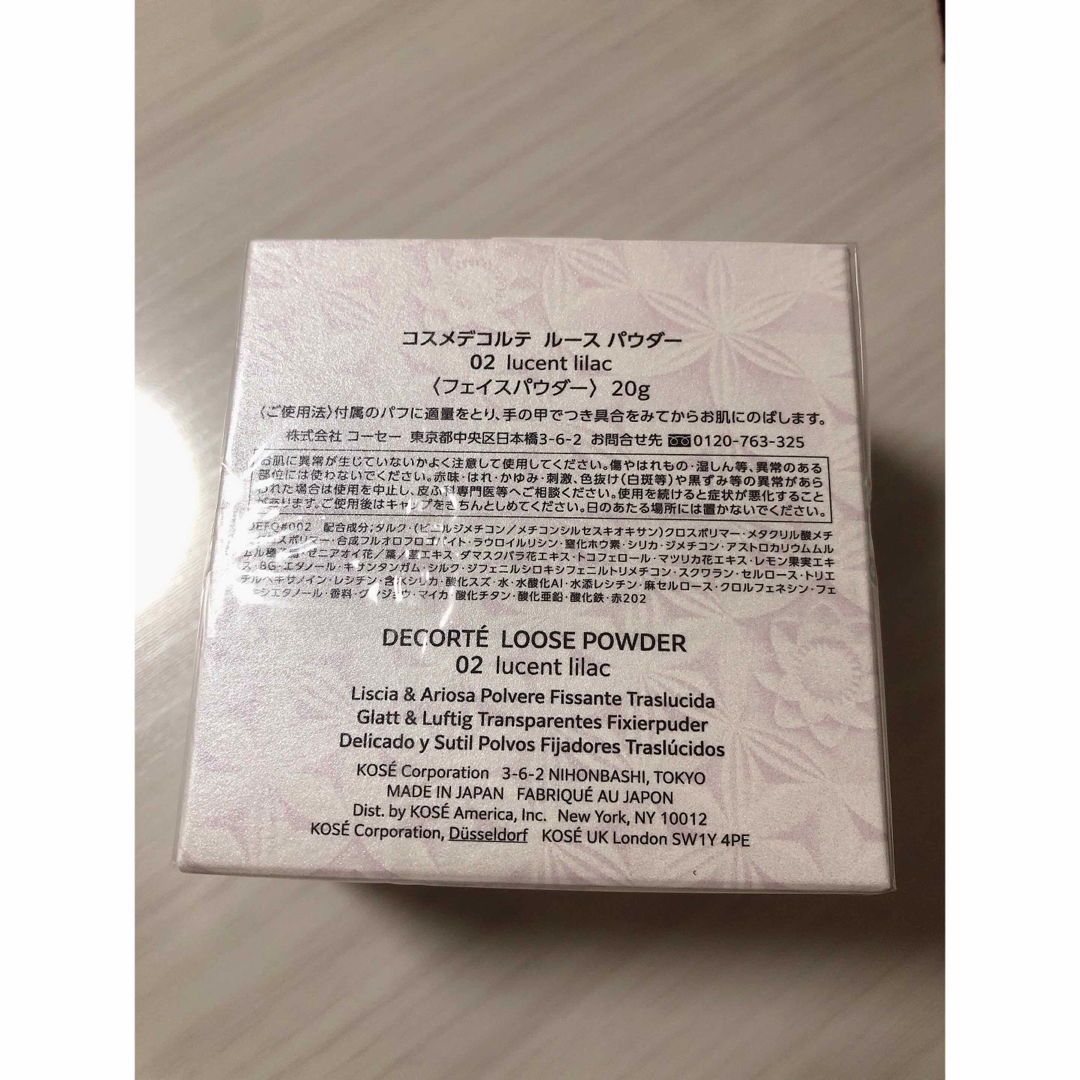 コスメデコルテ ルース パウダー
02 lucent lilac
〈フェイスパウダー〉 20g
〈ご使用法〉付属のパフに適量をとり、手の甲でつき具合をみてからお肌にのばします。
株式会社 コーセー 東京都中央区日本橋3-6-2 お問合せ先 0120-763-325
お肌に異常が生じていないかよく注意して使用してください。傷やはれもの・湿しん等、異常のある
部位には使わないでください。赤味・はれ・かゆみ・刺激、色抜け(白斑等)や黒ずみ等の異常があら
われた場合は使用を中止し、皮ふ科専門医等へご相談ください。使用を続けると症状が悪化すること
があります。ご使用後はキャップをきちんとしめてください。日のあたる場所には置かないでください。
#002 配合成分;タルク・(ビニルジメチコン/メチコンシルセスキオキサン)クロスポリマー・メタクリル酸メチ
ルクロスポリマー・合成フルオロフロゴパイト・ラウロイルリシン・窒化ホウ素・シリカ・ジメチコン・アストロカリウムムル
ムル種子油・ゼニアオイ花/葉/茎エキス・ダマスクバラ花エキス・トコフェロール・マツリカ花エキス・レモン果実エキ
ス・BG・エタノール・キサンタンガム・シルク・ジフェニルシロキシフェニルトリメチコン・スクワラン・セルロース・トリエ
チルヘキサノイン・レシチン・含水シリカ・酸化スズ・水・水酸化Al・水添レシチン・麻セルロース・クロルフェネシン・フェ
ノキシエタノール・香料・グンジョウ・マイカ・酸化チタン・酸化亜鉛・酸化鉄・赤202
DECORTÉ LOOSE POWDER
02 lucent lilac
Liscia & Ariosa Polvere Fissante Traslucida
Glatt & Luftig Transparentes Fixierpuder
Delicado y Sutil Polvos Fijadores Traslúcidos
KOSÉ Corporation 3-6-2 NIHONBASHI, TOKYO
MADE IN JAPAN FABRIQUÉ AU JAPON
Dist. by KOSÉ America, Inc. New York, NY 10012
KOSÉ Corporation, Düsseldorf KOSÉ UK London SW1Y 4PE